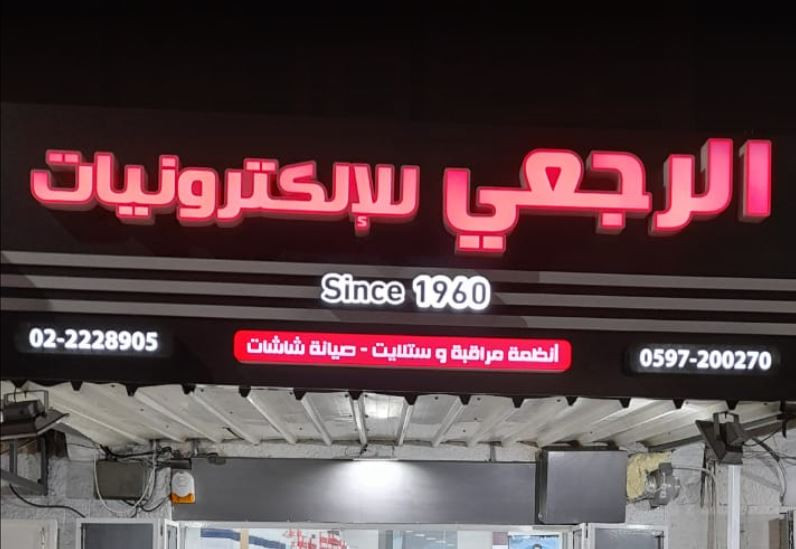 الرجعي للإلكترونيات
Since 1960
02-2228905
أنظمة مراقبة و ستلايت - صيانة شاشات
0597-200270